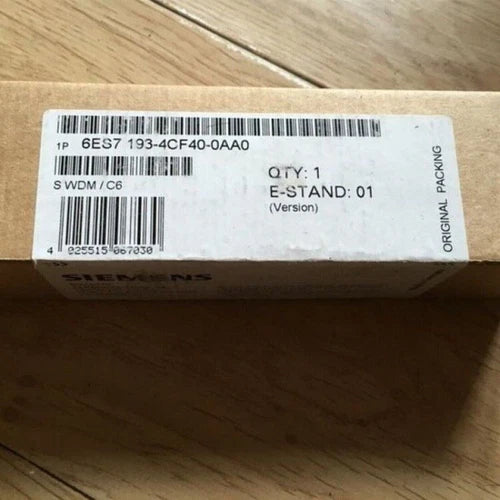 1P 6ES7 193-4CF40-0AA0
S WDM / C6
QTY: 1
E-STAND: 01
(Version)
4 025515 067030
ORIGINAL PACKING
SIEMENS